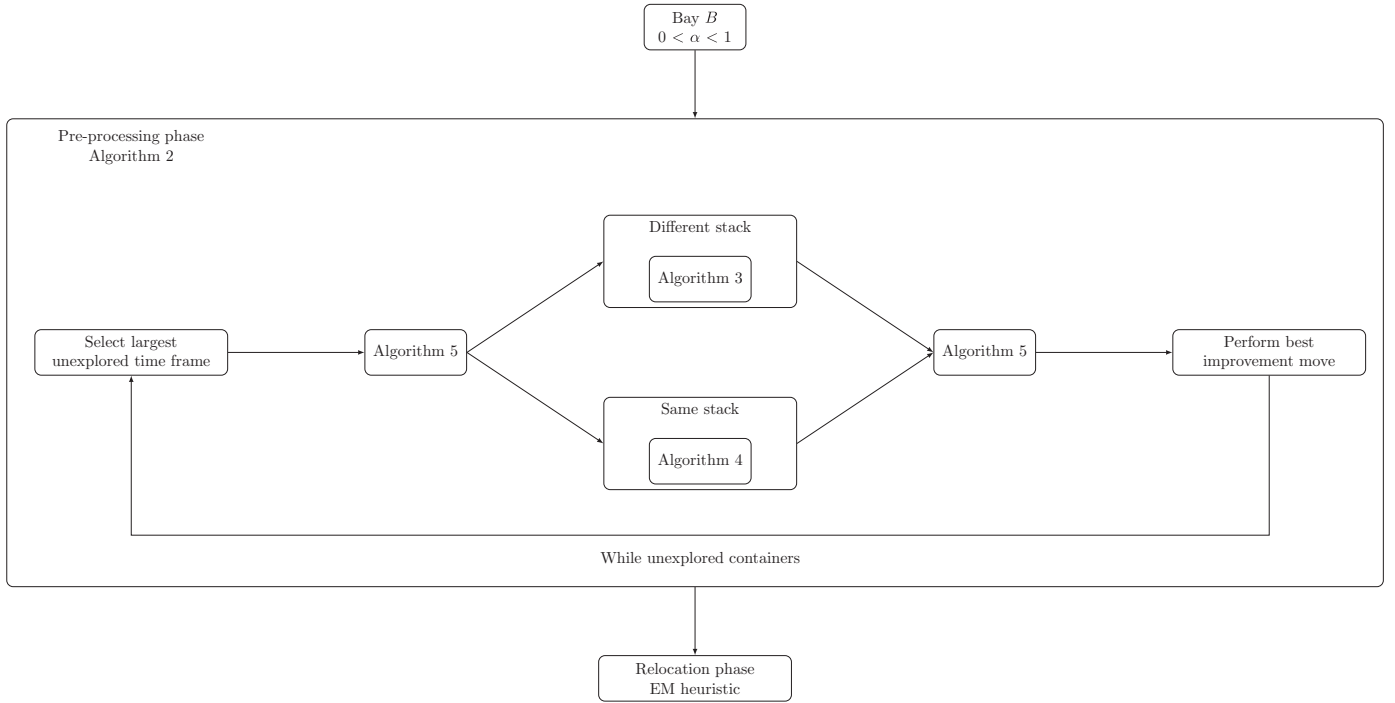 Bay B
0 < α < 1
Pre-processing phase
Algorithm 2
Different stack
Algorithm 3
Select largest
unexplored time frame
Algorithm 5
Algorithm 5
Perform best
improvement move
Same stack
Algorithm 4
While unexplored containers
Relocation phase
EM heuristic